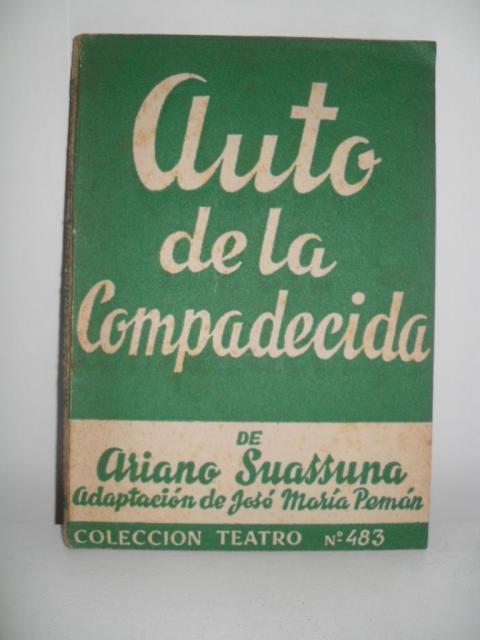 Auto
de la
Compadecida
DE
Ariano Suassuna
Adaptación de José María Pemán
COLECCION TEATRO Nº 483